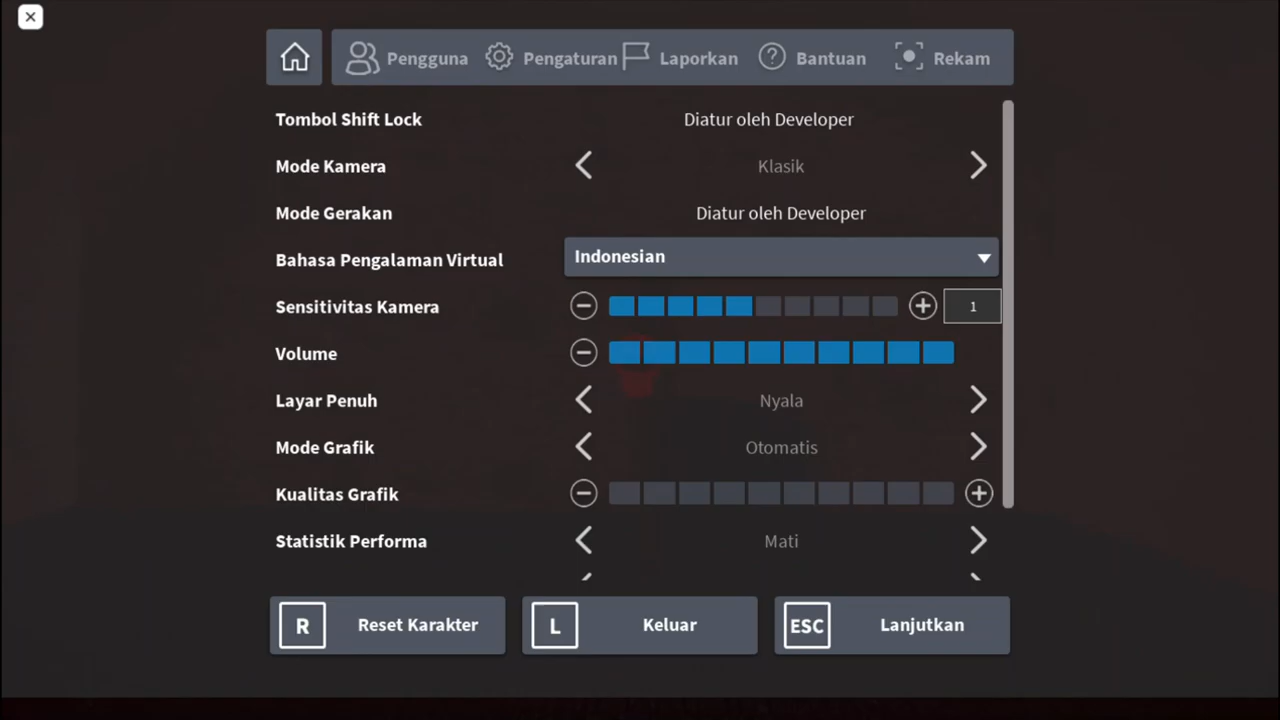 Pengguna Pengaturan Laporkan Bantuan Rekam
Tombol Shift Lock Diatur oleh Developer
Mode Kamera Klasik
Mode Gerakan Diatur oleh Developer
Bahasa Pengalaman Virtual Indonesian
Sensitivitas Kamera 1
Volume
Layar Penuh Nyala
Mode Grafik Otomatis
Kualitas Grafik
Statistik Performa Mati
R Reset Karakter L Keluar ESC Lanjutkan